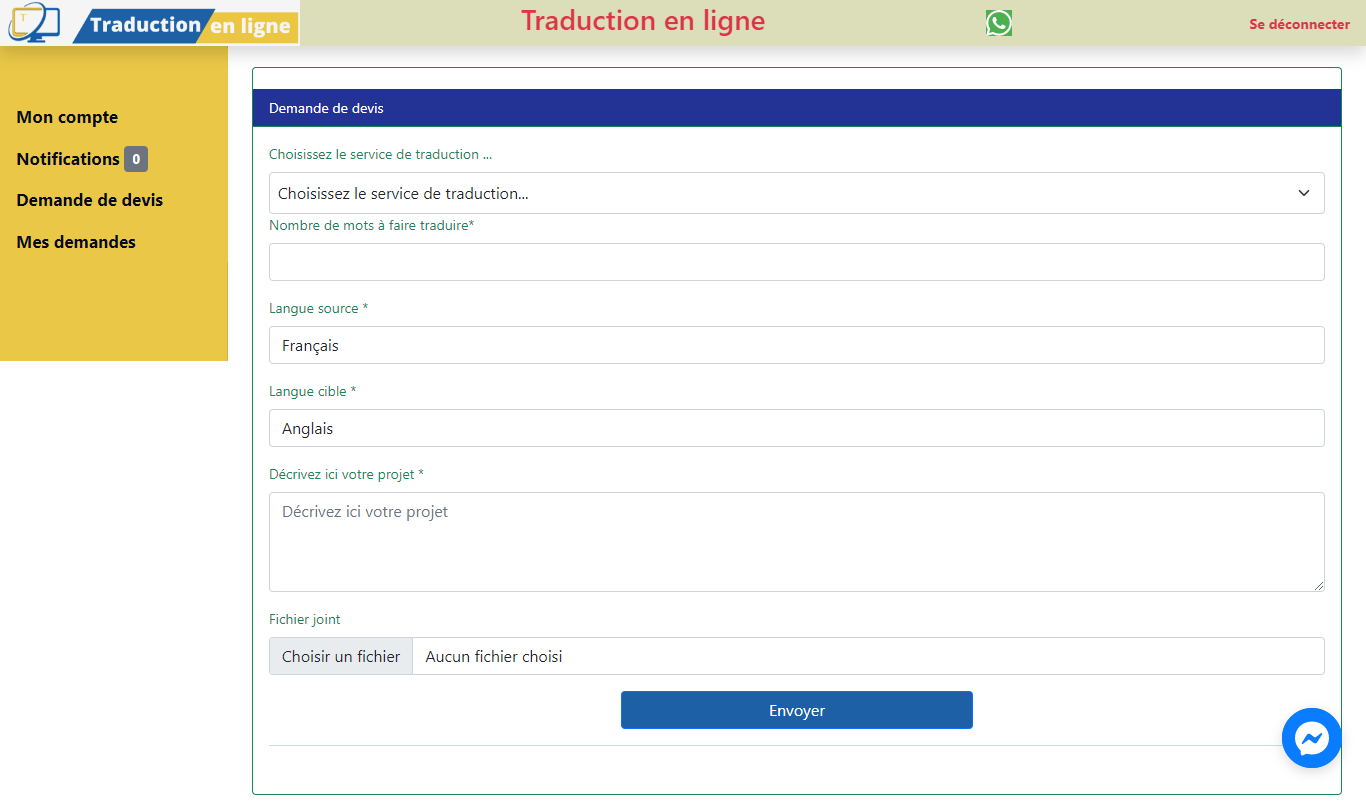 T
Traduction en ligne
Traduction en ligne
Se déconnecter
Mon compte
Notifications 0
Demande de devis
Mes demandes
Demande de devis
Choisissez le service de traduction ...
Choisissez le service de traduction...
Nombre de mots à faire traduire*
Langue source *
Français
Langue cible *
Anglais
Décrivez ici votre projet *
Décrivez ici votre projet
Fichier joint
Choisir un fichier Aucun fichier choisi
Envoyer